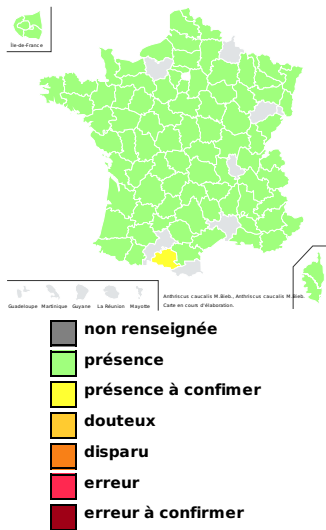 Île-de-France
Guadeloupe Martinique Guyane La Réunion Mayotte
Anthriscus caucalis M.Bieb., Anthriscus caucalis M.Bieb.
Carte en cours d'élaboration.
non renseignée
présence
présence à confimer
douteux
disparu
erreur
erreur à confirmer